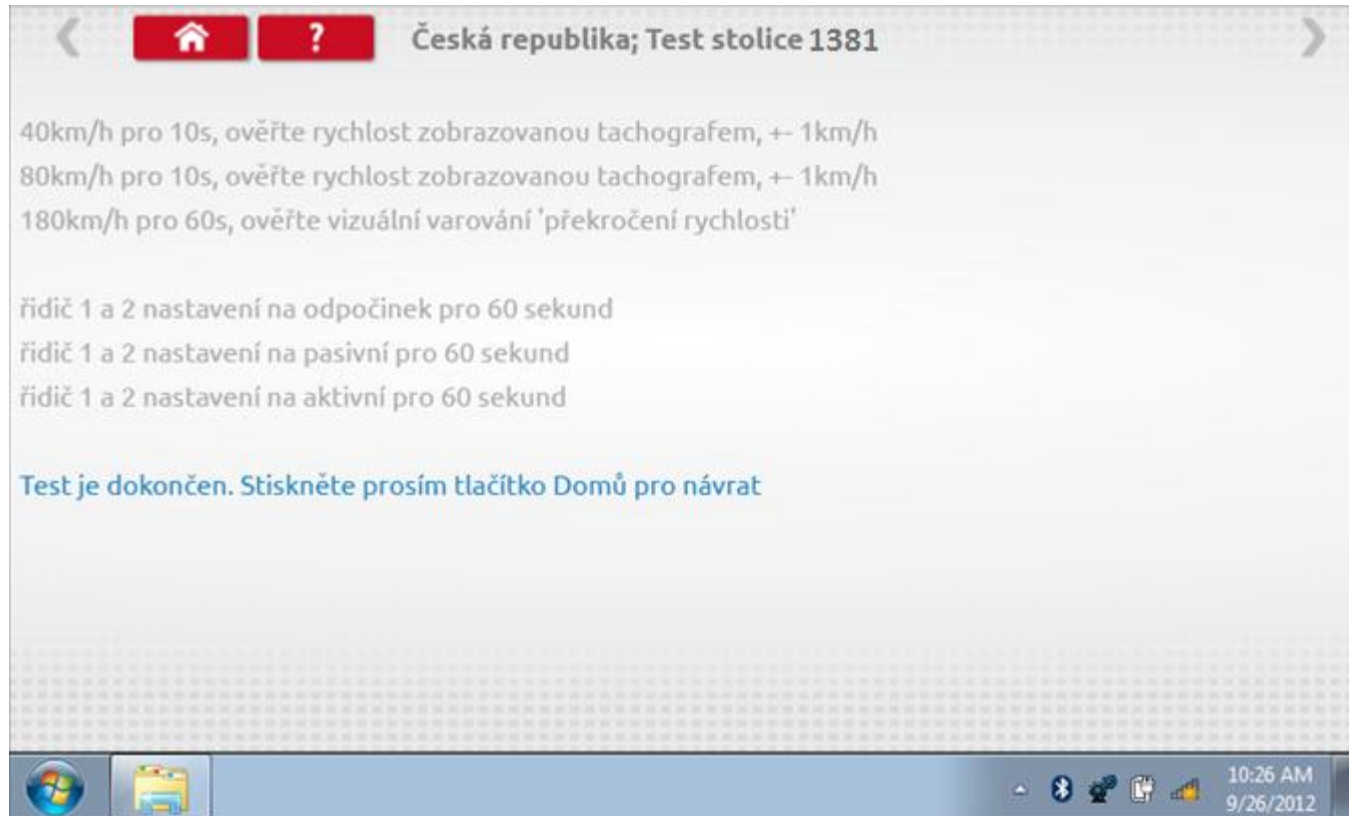 ? Česká republika; Test stolice 1381
40km/h pro 10s, ověřte rychlost zobrazovanou tachografem, +- 1km/h
80km/h pro 10s, ověřte rychlost zobrazovanou tachografem, +- 1km/h
180km/h pro 60s, ověřte vizuální varování 'překročení rychlosti'
řidič 1 a 2 nastavení na odpočinek pro 60 sekund
řidič 1 a 2 nastavení na pasivní pro 60 sekund
řidič 1 a 2 nastavení na aktivní pro 60 sekund
Test je dokončen. Stiskněte prosím tlačítko Domů pro návrat
10:26 AM
9/26/2012